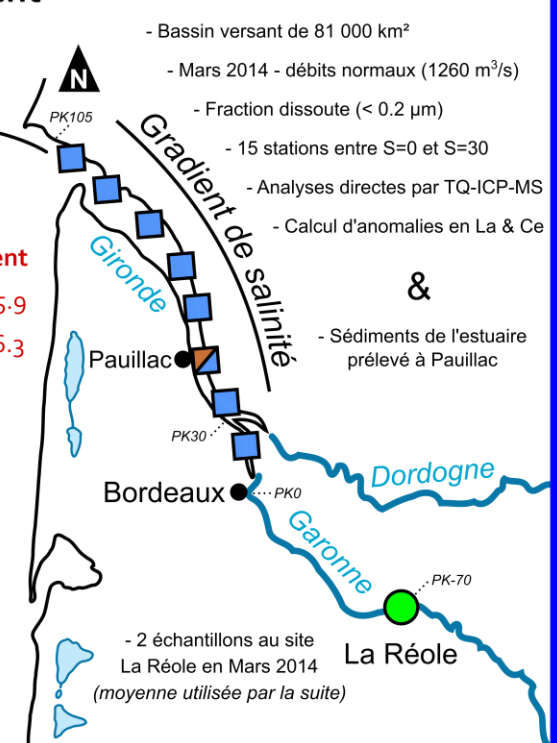 - Bassin versant de 81 000 km²
- Mars 2014 - débits normaux (1260 m³/s)
- Fraction dissoute (< 0.2 µm)
- 15 stations entre S=0 et S=30
- Analyses directes par TQ-ICP-MS
- Calcul d'anomalies en La & Ce
&
- Sédiments de l'estuaire
prélevé à Pauillac
N
PK105
Gradient de salinité
Gironde
Pauillac
PK30
Bordeaux
PK0
Dordogne
Garonne
PK-70
La Réole
- 2 échantillons au site
La Réole en Mars 2014
(moyenne utilisée par la suite)